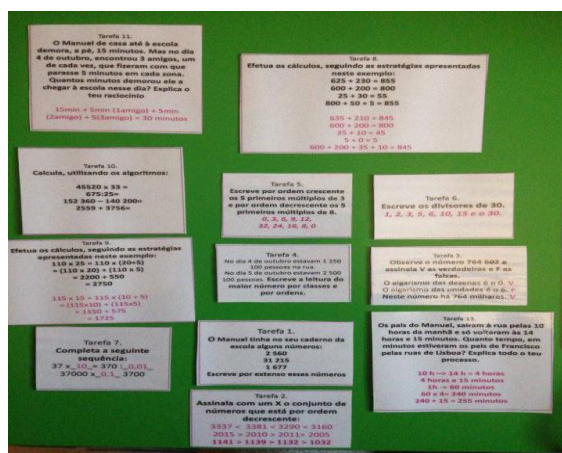 Tarefa 11.
O Manuel de casa até à escola
demora, a pé, 15 minutos. Mas no dia
4 de outubro, encontrou 3 amigos, um
de cada vez, que fizeram com que
parasse 5 minutos em cada zona.
Quantos minutos demorou ele a
chegar à escola nesse dia? Explica o
teu raciocínio
15min + 5min (1amigo) + 5min
(2amigo) + 5(3amigo) = 30 minutos
Tarefa 8.
Efetua os cálculos, seguindo as estratégias apresentadas
neste exemplo:
625 + 230 = 855
600 + 200 = 800
25 + 30 = 55
800 + 50 + 5 = 855
635 + 210 = 845
600 + 200 = 800
35 + 10 = 45
5 + 0 = 5
600 + 200 + 35 + 10 = 845
Tarefa 10.
Calcula, utilizando os algoritmos:
45520 x 33 =
675:25=
152 360 – 140 200=
2559 + 3756=
Tarefa 5.
Escreve por ordem crescente
os 5 primeiros múltiplos de 3
e por ordem decrescente os 5
primeiros múltiplos de 8.
0, 3, 6, 9, 12,
32, 24, 16, 8, 0
Tarefa 6.
Escreve os divisores de 30.
1, 2, 3, 5, 6, 10, 15 e o 30.
Tarefa 9.
Efetua os cálculos, seguindo as estratégias
apresentadas neste exemplo:
110 x 25 = 110 x (20+5)
= (110 x 20) + (110 x 5)
= 2200 + 550
= 2750
115 x 15 = 115 x (10 + 5)
= (115x10) + (115x5)
= 1150 + 575
= 1725
Tarefa 4.
No dia 4 de outubro estavam 1 250
100 pessoas na rua.
No dia 5 de outubro estavam 2 500
100 pessoas. Escreve a leitura do
maior número por classes e
por ordens.
Tarefa 3.
Observe o número 764 602 e
assinala V as verdadeiras e F as
falsas.
O algarismo das dezenas é o 0. V
O algarismo das unidades é o 6. F
Neste número há 764 milhares. V
Tarefa 7.
Completa a seguinte
sequência:
37 x_10_= 370 :_0,01_
37000 x_0,1_ 3700
Tarefa 1.
O Manuel tinha no seu caderno da
escola alguns números:
2 560
31 215
1 677
Escreve por extenso esses números
Os pais do Manuel, saíram à rua pelas 10
horas da manhã e só voltaram às 14
horas e 15 minutos. Quanto tempo, em
minutos estiveram os pais de Francisco
pelas ruas de Lisboa? Explica todo o teu
processo.
10 h --> 14 h = 4 horas
4 horas e 15 minutos
1h -> 60 minutos
60 x 4= 240 minutos
240 + 15 = 255 minutos
Tarefa 2.
Assinala com um X o conjunto de
números que está por ordem
decrescente:
3337 < 3381 < 3290 = 3160
2015 > 2010 > 2011= 2005
1141 > 1139 > 1132 > 1032